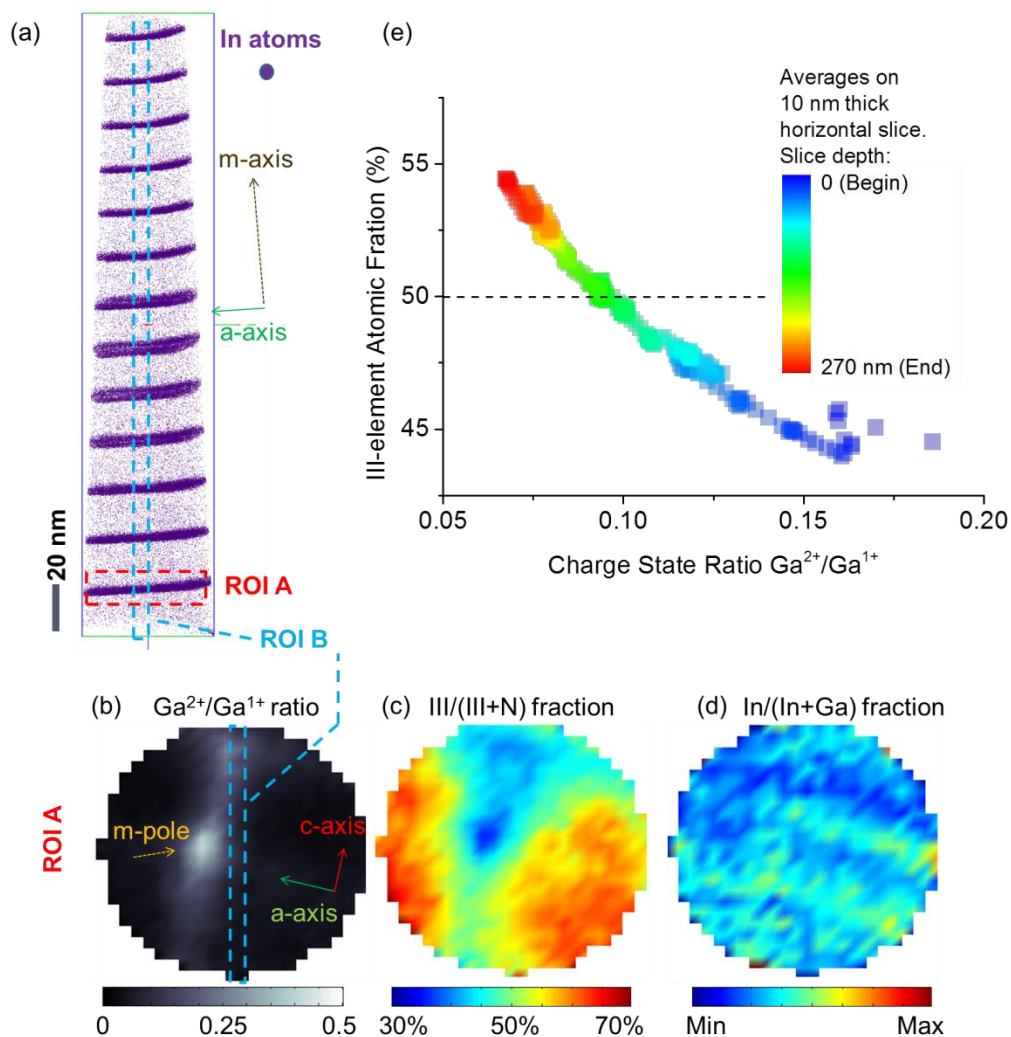 (a)
In atoms
m-axis
a-axis
20 nm
ROI A
ROI B
(e)
Averages on
10 nm thick
horizontal slice.
Slice depth:
0 (Begin)
270 nm (End)
III-element Atomic Fration (%)
55
50
45
0.05
0.10
0.15
0.20
Charge State Ratio Ga²⁺/Ga¹⁺
(b)
Ga²⁺/Ga¹⁺ ratio
(c)
III/(III+N) fraction
(d)
In/(In+Ga) fraction
ROI A
m-pole
c-axis
a-axis
0
0.25
0.5
30%
50%
70%
Min
Max